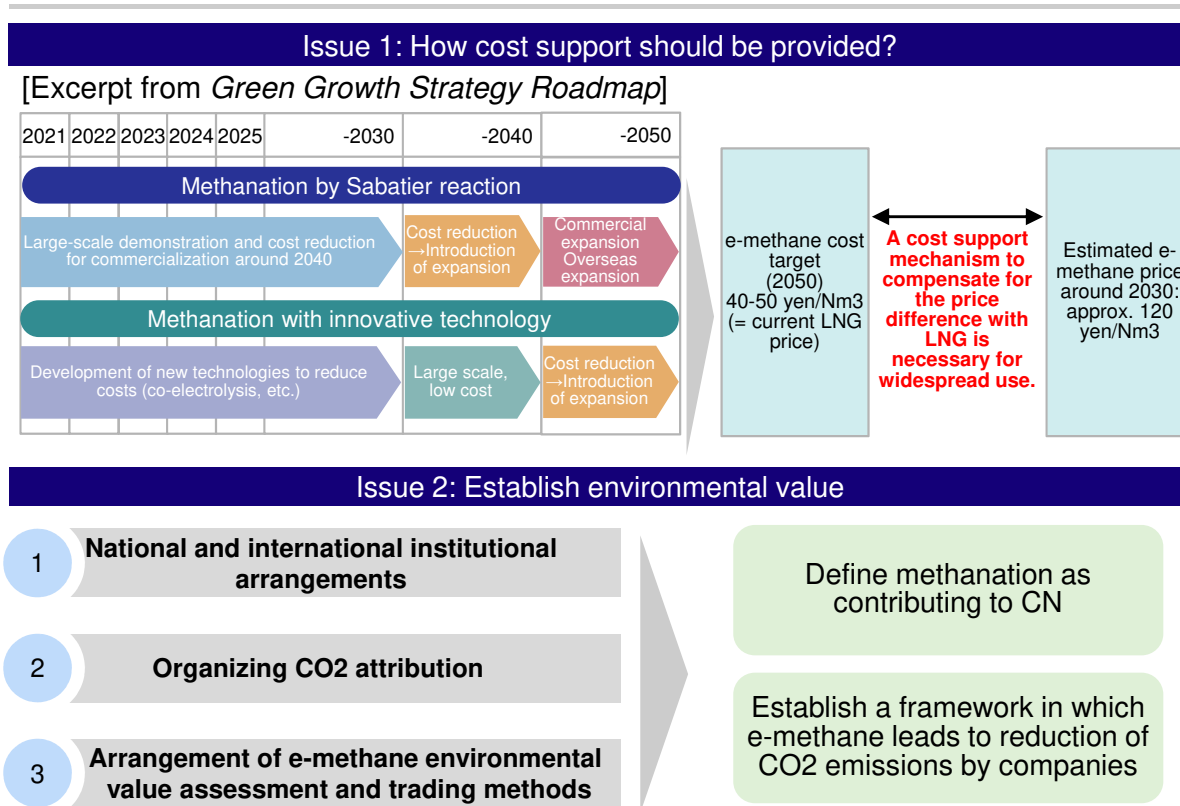 Issue 1: How cost support should be provided?
[Excerpt from Green Growth Strategy Roadmap]
2021 2022 2023 2024 2025 -2030 -2040 -2050
Methanation by Sabatier reaction
Large-scale demonstration and cost reduction
for commercialization around 2040
Cost reduction
→Introduction
of expansion
Commercial
expansion
Overseas
expansion
Methanation with innovative technology
Development of new technologies to reduce
costs (co-electrolysis, etc.)
Large scale,
low cost
Cost reduction
→Introduction
of expansion
e-methane cost
target
(2050)
40-50 yen/Nm3
(= current LNG
price)
A cost support
mechanism to
compensate for
the price
difference with
LNG is
necessary for
widespread use.
Estimated e-
methane price
around 2030:
approx. 120
yen/Nm3
Issue 2: Establish environmental value
1
National and international institutional
arrangements
2
Organizing CO2 attribution
3
Arrangement of e-methane environmental
value assessment and trading methods
Define methanation as
contributing to CN
Establish a framework in which
e-methane leads to reduction of
CO2 emissions by companies